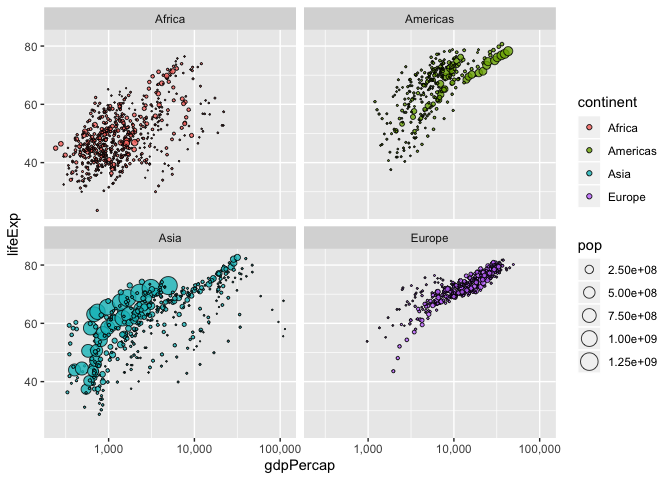 Africa
Americas
80
60
40
Asia
Europe
80
60
40
lifeExp
1,000
10,000
100,000
1,000
10,000
100,000
gdpPercap
continent
Africa
Americas
Asia
Europe
pop
2.50e+08
5.00e+08
7.50e+08
1.00e+09
1.25e+09